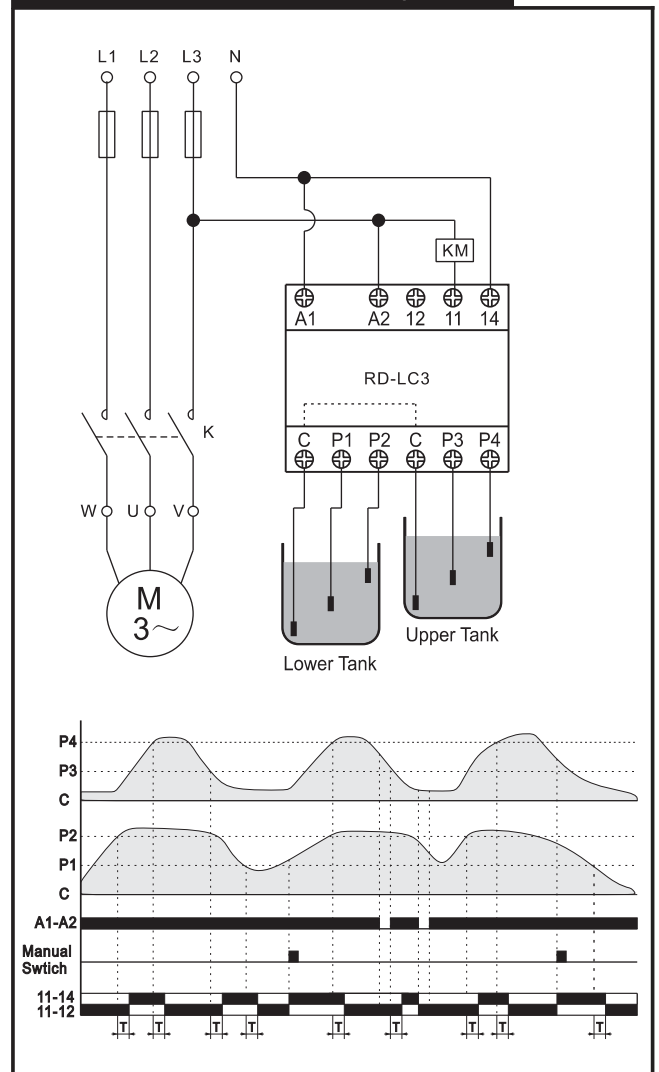 L1 L2 L3 N
KM
A1 A2 12 11 14
RD-LC3
K
C P1 P2 C P3 P4
W U V
M
3~
Upper Tank
Lower Tank
P4
P3
C
P2
P1
C
A1-A2
Manual
Swtich
11-14
11-12
T T T T T T T T T